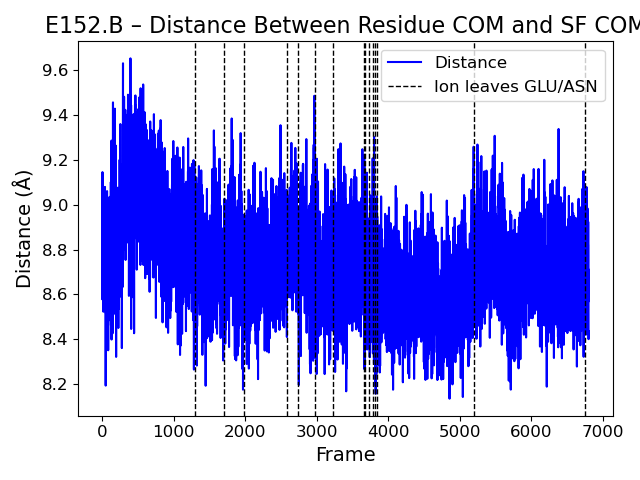 E152.B – Distance Between Residue COM and SF COM
Distance
Ion leaves GLU/ASN
Distance (Å)
9.6
9.4
9.2
9.0
8.8
8.6
8.4
8.2
0 1000 2000 3000 4000 5000 6000 7000
Frame